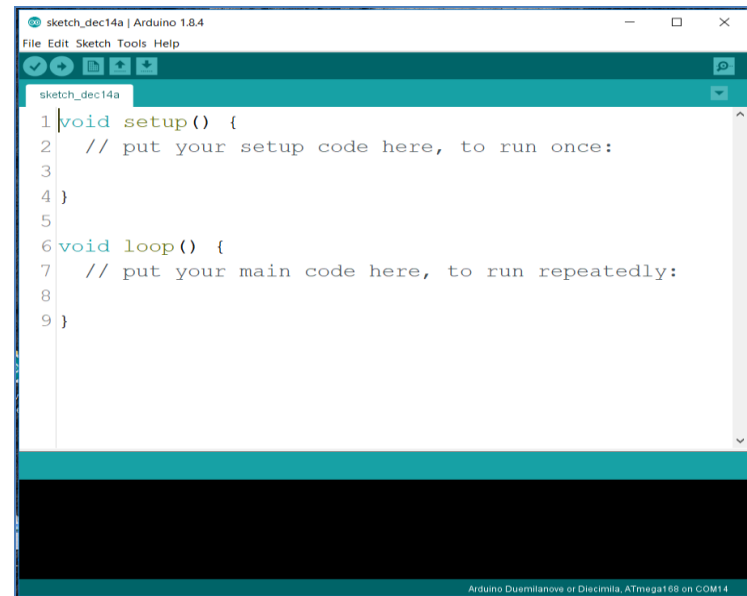 sketch_dec14a | Arduino 1.8.4
File Edit Sketch Tools Help
sketch_dec14a
1 void setup() {
2   // put your setup code here, to run once:
3
4 }
5
6 void loop() {
7   // put your main code here, to run repeatedly:
8
9 }
Arduino Duemilanove or Diecimila, ATmega168 on COM14